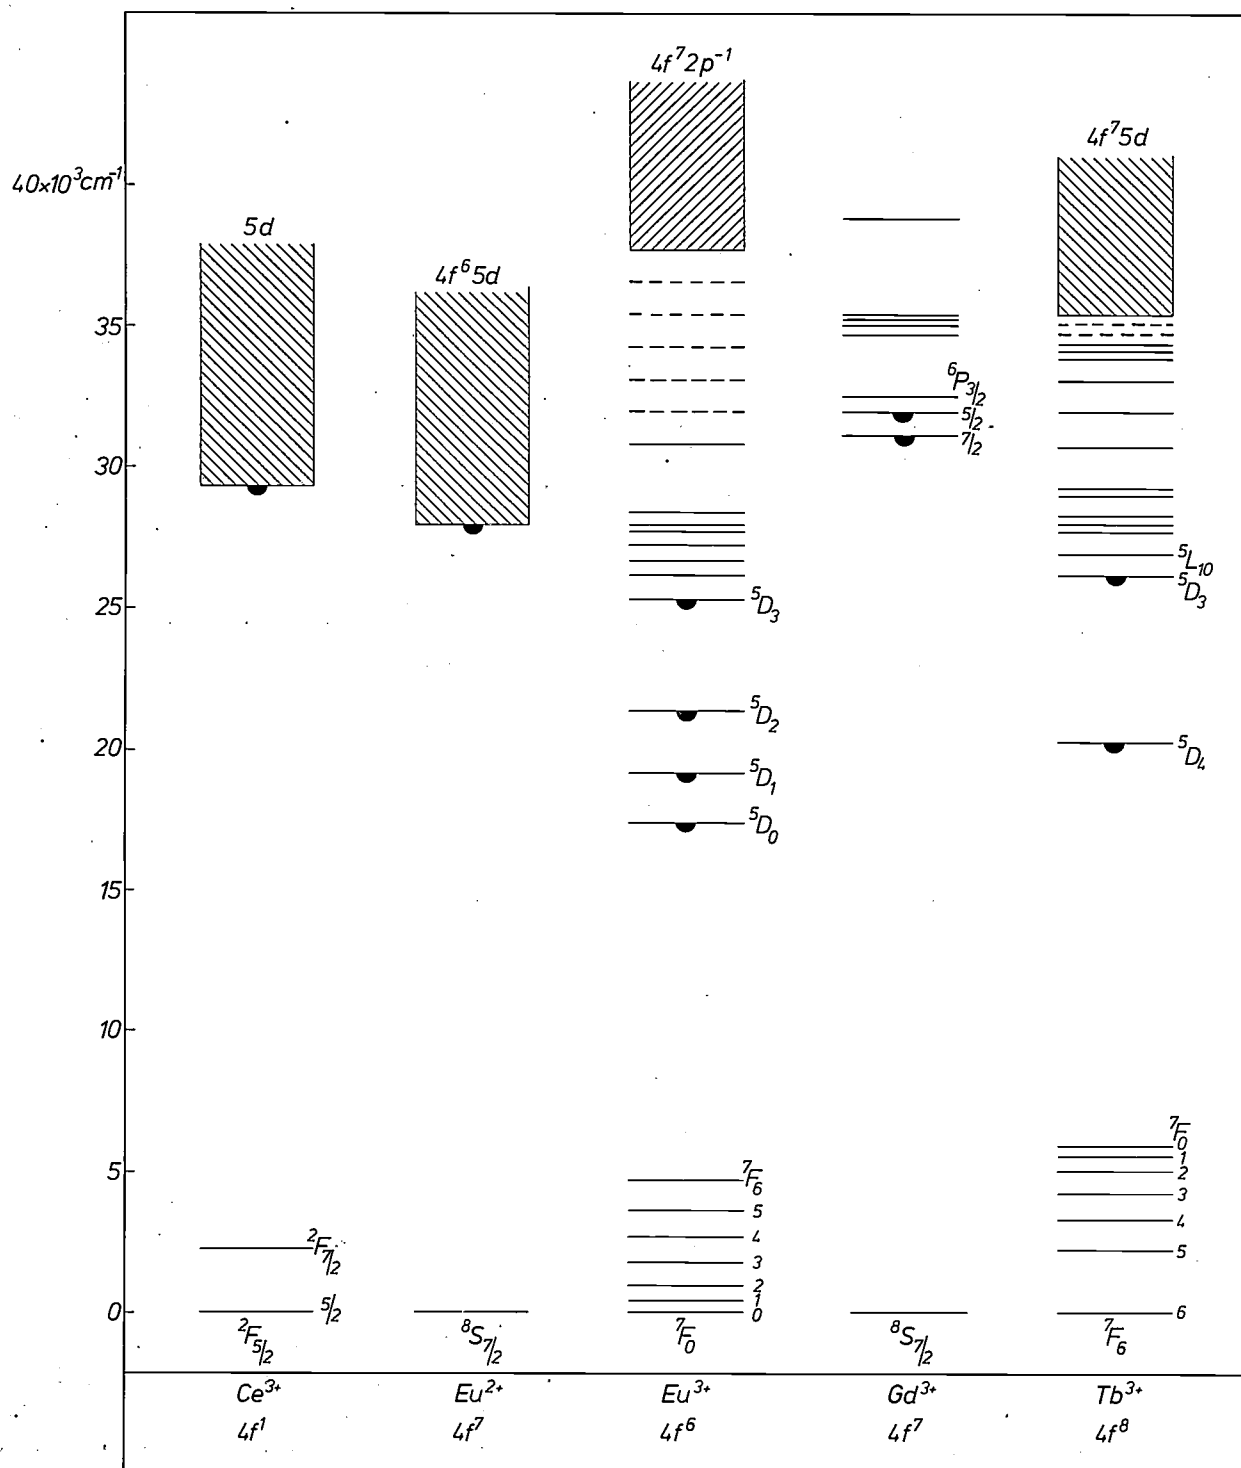 4f⁷2p⁻¹
4f⁷5d
40×10³cm⁻¹
5d
4f⁶5d
35
⁶P₃/₂
5/2
7/2
30
⁵L₁₀
⁵D₃
25
⁵D₃
⁵D₂
20
⁵D₄
⁵D₁
⁵D₀
15
10
⁷F₀
1
5
2
⁷F₆
3
5
4
4
5
²F₇/₂
3
2
1
0
5/2
0
6
²F₅/₂
⁸S₇/₂
⁷F₀
⁸S₇/₂
⁷F₆
Ce³⁺ Eu²⁺ Eu³⁺ Gd³⁺ Tb³⁺
4f¹ 4f⁷ 4f⁶ 4f⁷ 4f⁸